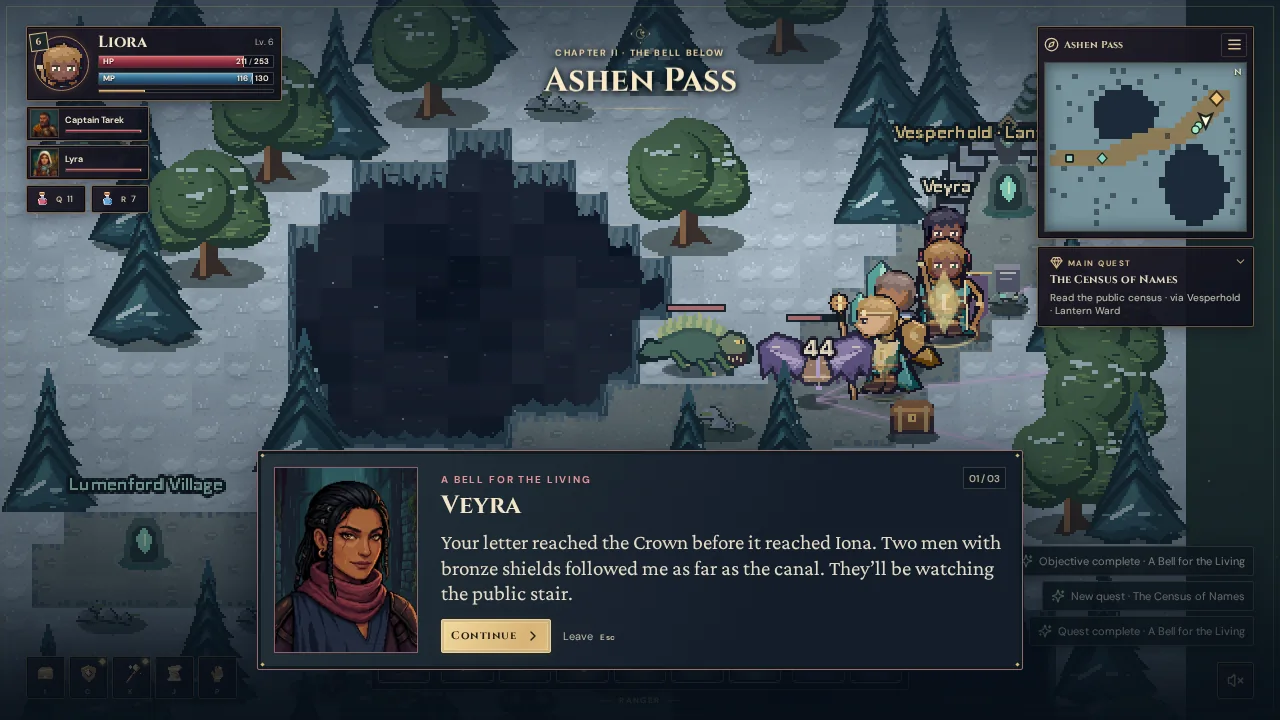 6
LIORA
Lv. 6
HP 211 / 253
MP 116 130
Captain Tarek
Lyra
Q 11
R 7
CHAPTER II · THE BELL BELOW
ASHEN PASS
ASHEN PASS
N
MAIN QUEST
THE CENSUS OF NAMES
Read the public census · via Vesperhold
· Lantern Ward
Vesperhold · Lan
Veyra
44
Lumenford Village
A BELL FOR THE LIVING
01 / 03
VEYRA
Your letter reached the Crown before it reached Iona. Two men with
bronze shields followed me as far as the canal. They’ll be watching
the public stair.
CONTINUE
Leave Esc
Objective complete · A Bell for the Living
New quest · The Census of Names
Quest complete · A Bell for the Living
RANGER